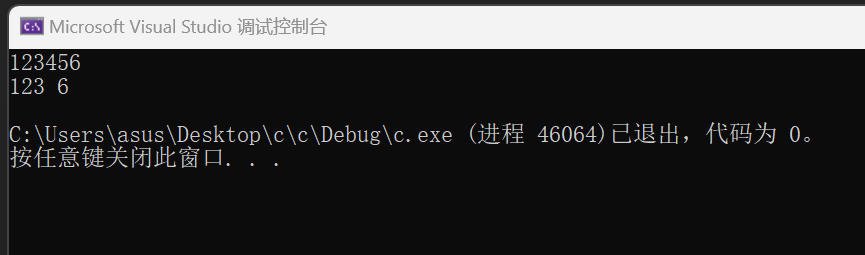 C:\ Microsoft Visual Studio 调试控制台
123456
123 6
C:\Users\asus\Desktop\c\c\Debug\c.exe (进程 46064)已退出，代码为 0。
按任意键关闭此窗口. . .